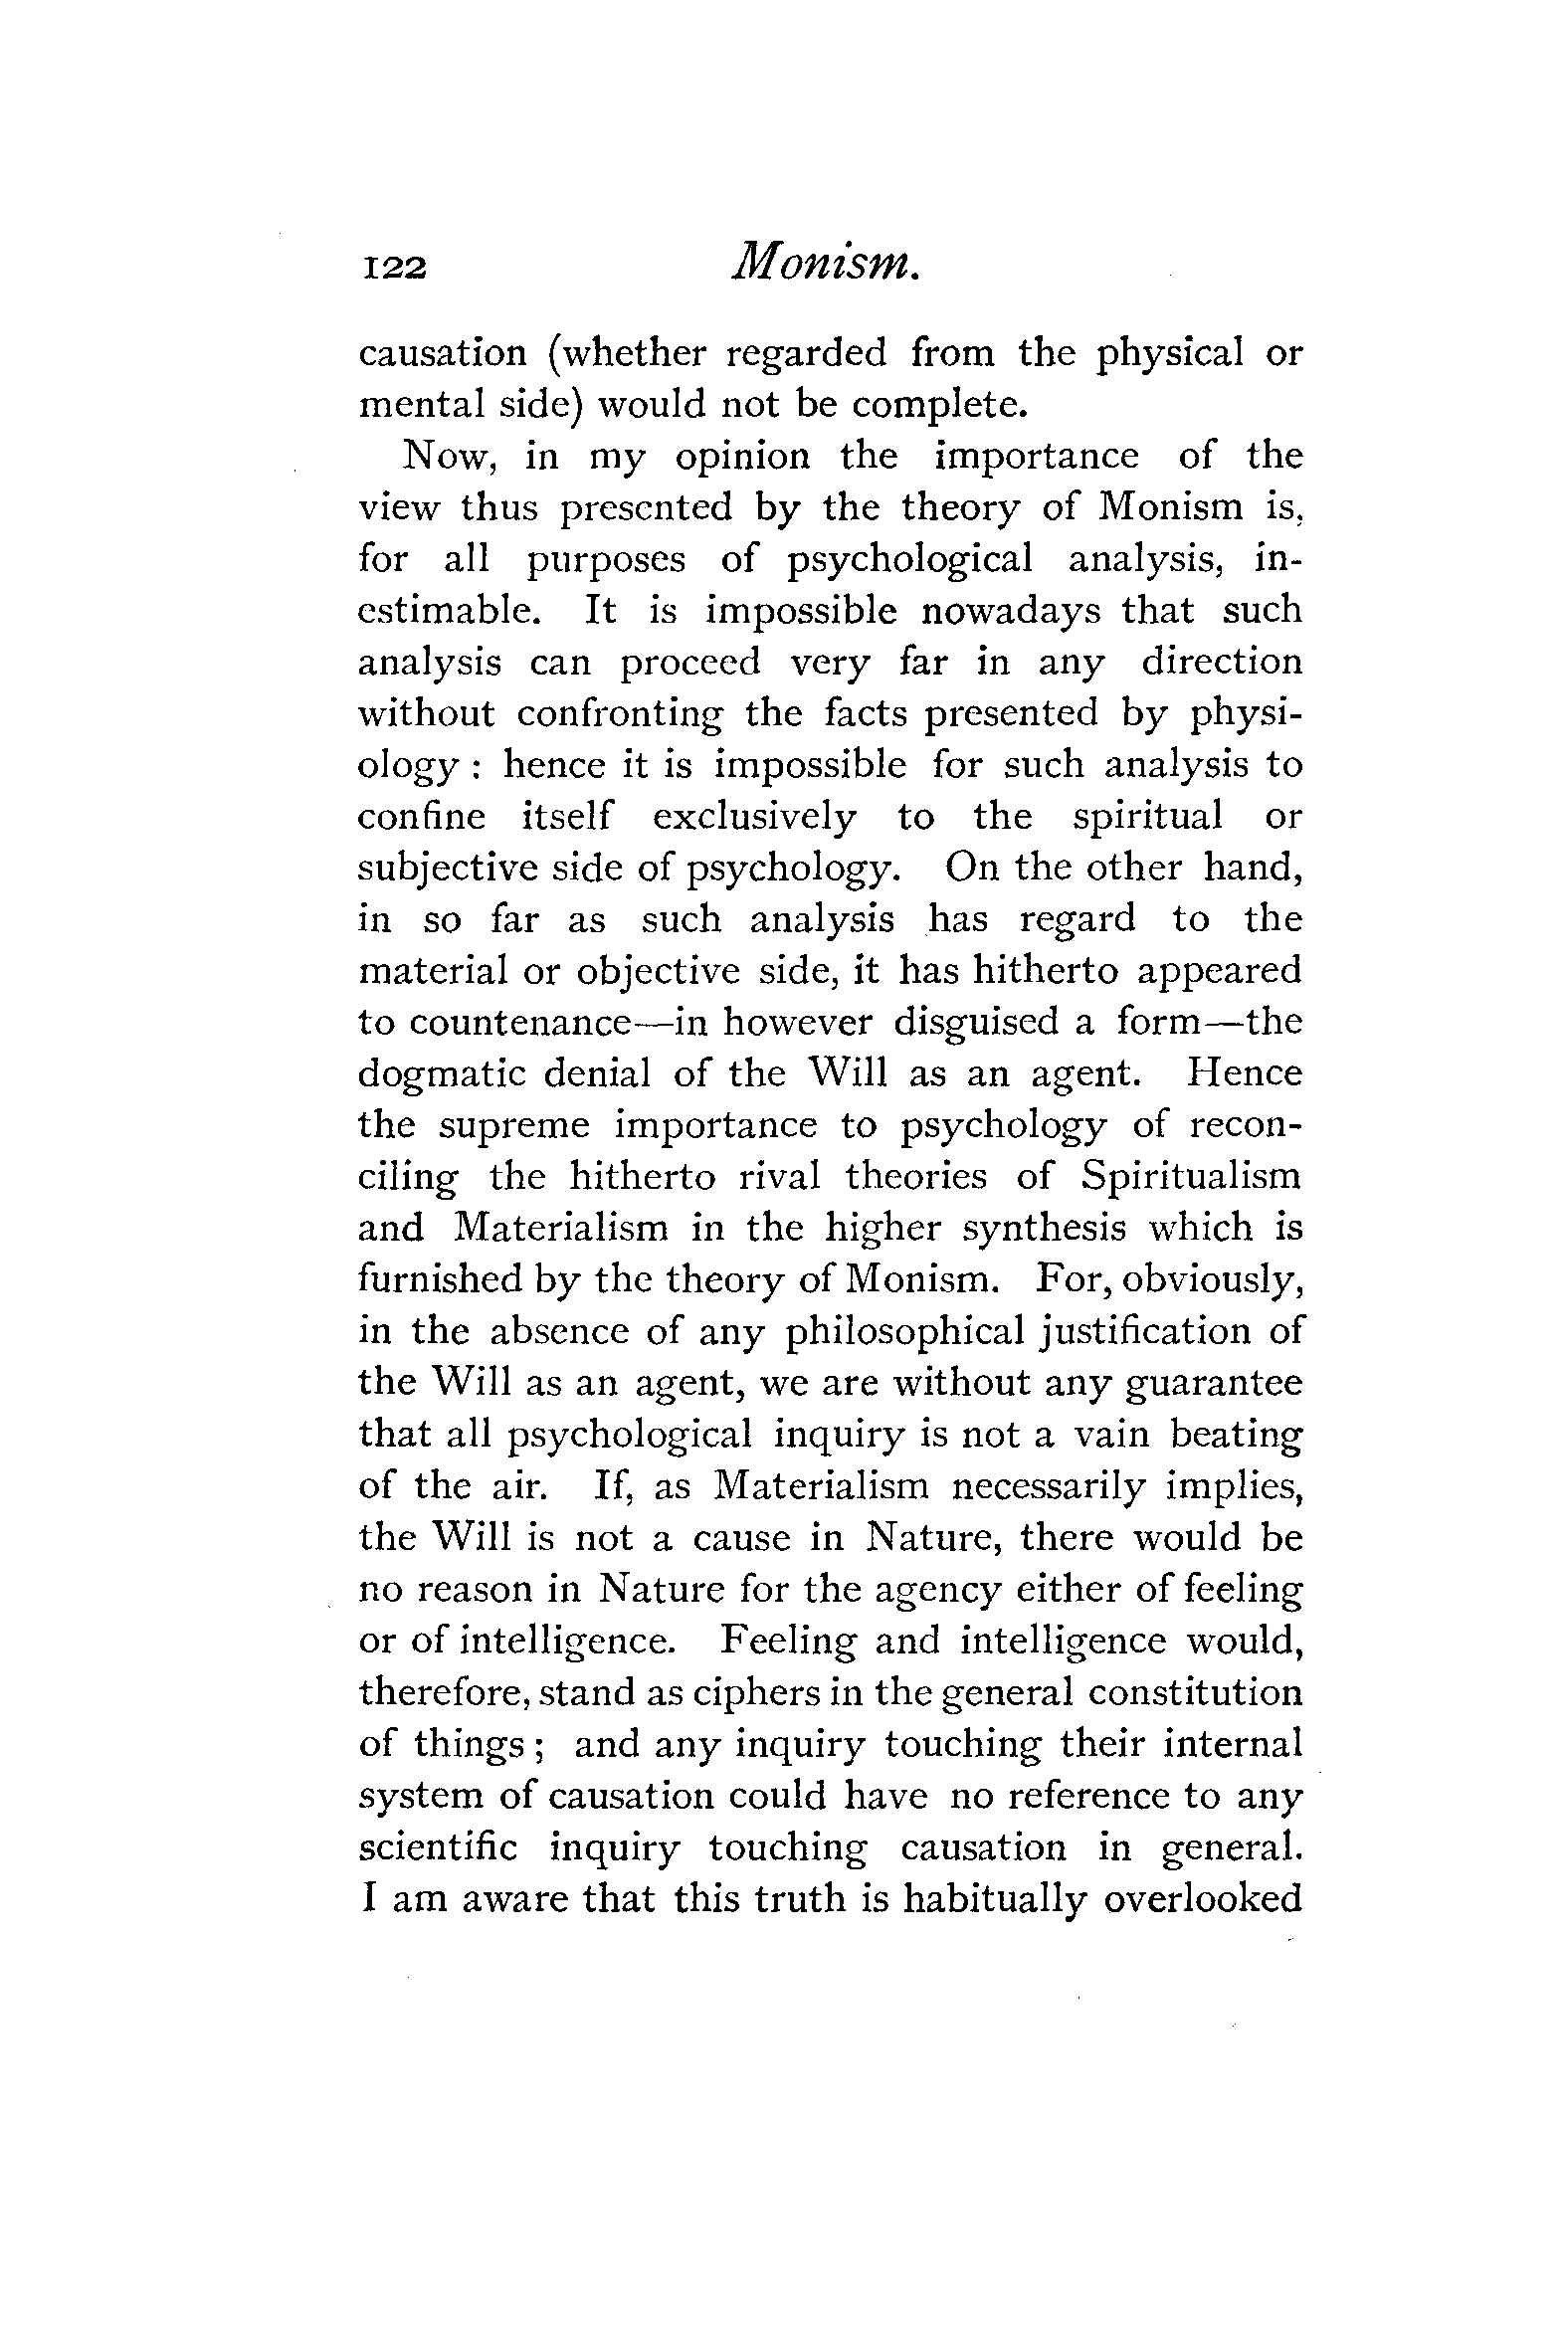 122 Monism.
causation (whether regarded from the physical or
mental side) would not be complete.
Now, in my opinion the importance of the
view thus presented by the theory of Monism is,
for all purposes of psychological analysis, in-
estimable. It is impossible nowadays that such
analysis can proceed very far in any direction
without confronting the facts presented by physi-
ology : hence it is impossible for such analysis to
confine itself exclusively to the spiritual or
subjective side of psychology. On the other hand,
in so far as such analysis has regard to the
material or objective side, it has hitherto appeared
to countenance—in however disguised a form—the
dogmatic denial of the Will as an agent. Hence
the supreme importance to psychology of recon-
ciling the hitherto rival theories of Spiritualism
and Materialism in the higher synthesis which is
furnished by the theory of Monism. For, obviously,
in the absence of any philosophical justification of
the Will as an agent, we are without any guarantee
that all psychological inquiry is not a vain beating
of the air. If, as Materialism necessarily implies,
the Will is not a cause in Nature, there would be
no reason in Nature for the agency either of feeling
or of intelligence. Feeling and intelligence would,
therefore, stand as ciphers in the general constitution
of things ; and any inquiry touching their internal
system of causation could have no reference to any
scientific inquiry touching causation in general.
I am aware that this truth is habitually overlooked